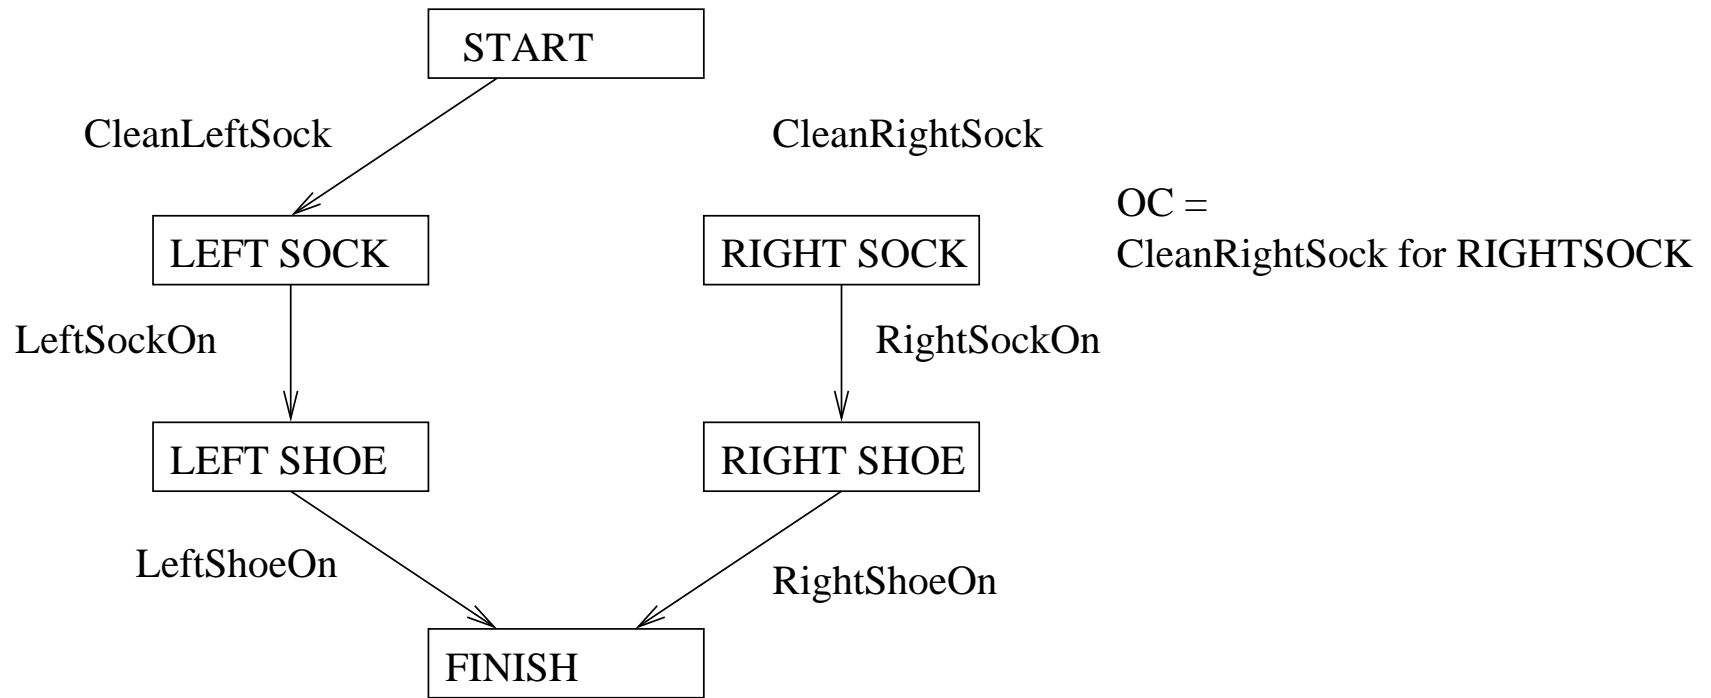 START
CleanLeftSock
CleanRightSock
OC =
CleanRightSock for RIGHTSOCK
LEFT SOCK
RIGHT SOCK
LeftSockOn
RightSockOn
LEFT SHOE
RIGHT SHOE
LeftShoeOn
RightShoeOn
FINISH